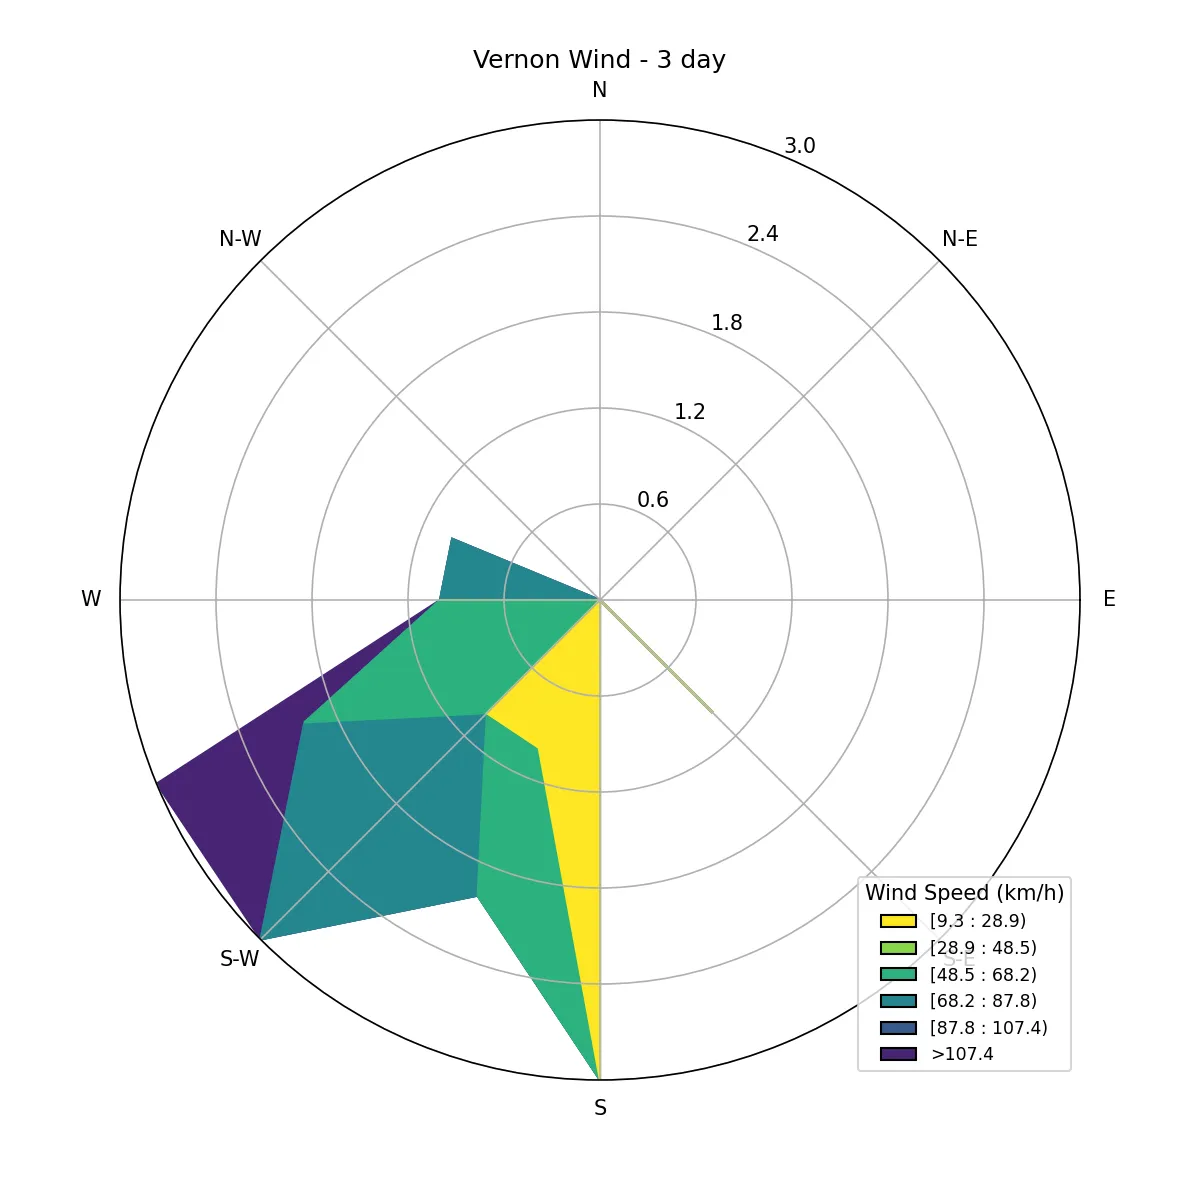 Vernon Wind - 3 day
N
3.0
N-W
N-E
2.4
1.8
1.2
0.6
W
E
S-W
S-E
S
Wind Speed (km/h)
[9.3 : 28.9)
[28.9 : 48.5)
[48.5 : 68.2)
[68.2 : 87.8)
[87.8 : 107.4)
>107.4